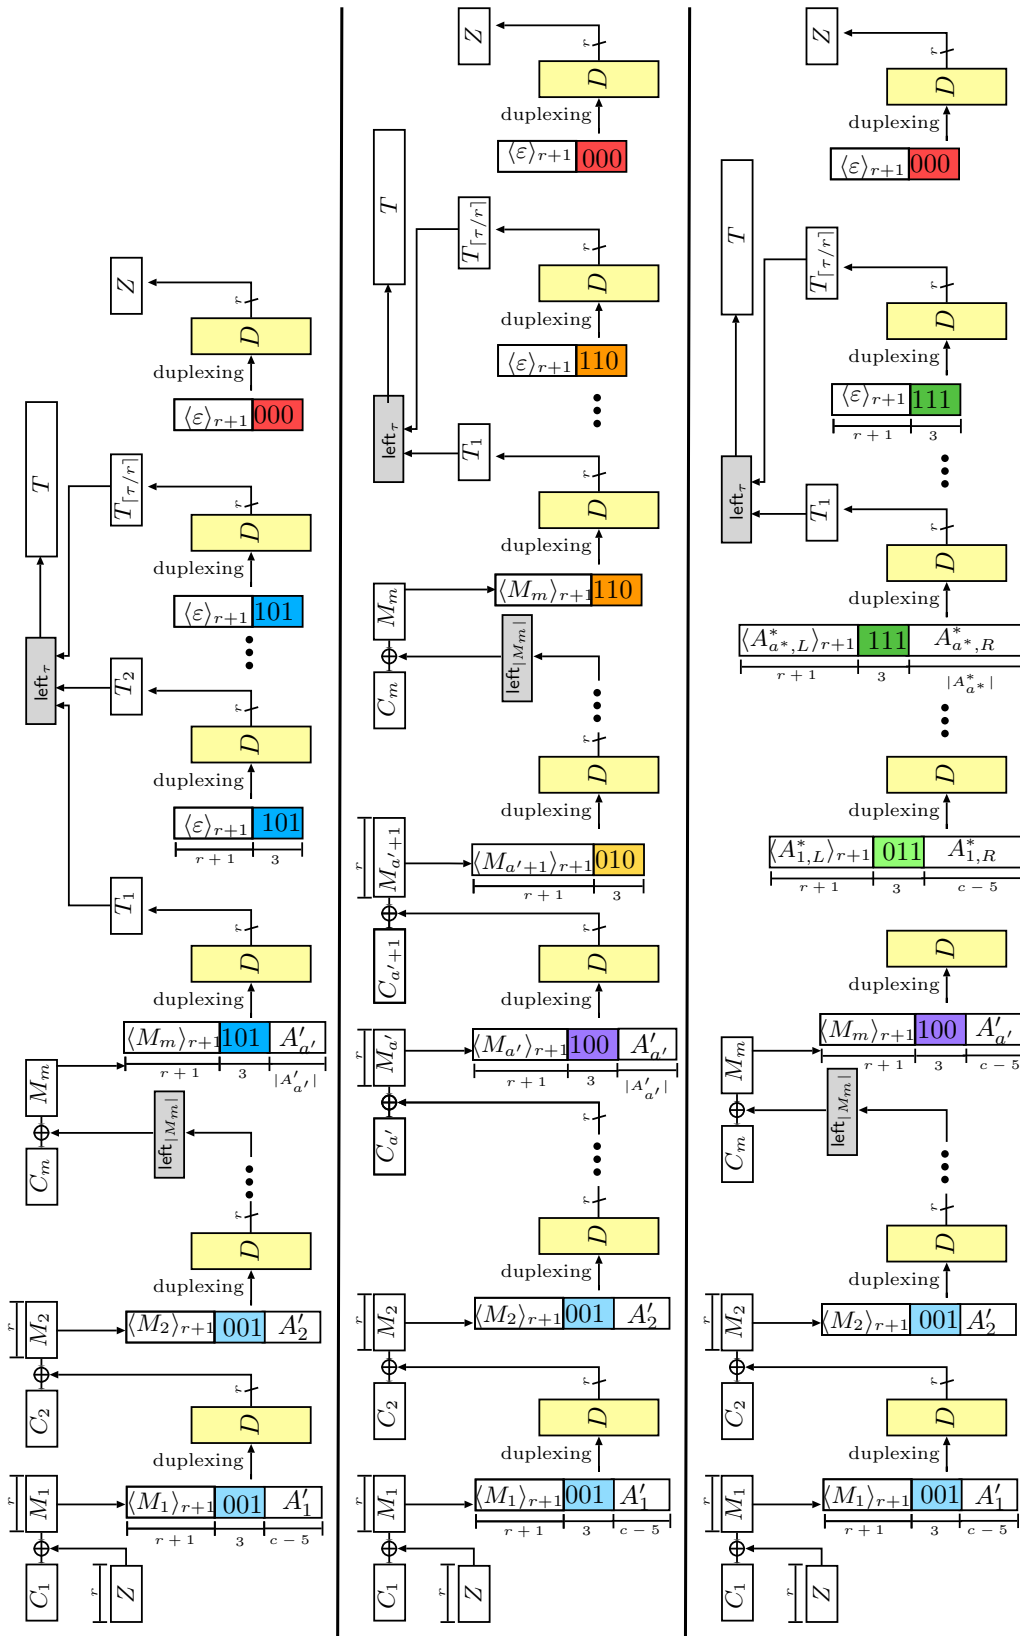 r
C₁
M₁
Z
r
⟨M₁⟩ᵣ₊₁ 001 A′₁
r + 1
3
c − 5
duplexing
D
r
C₂
M₂
r
⟨M₂⟩ᵣ₊₁ 001 A′₂
duplexing
D
r
left|Mₘ|
Cₘ
Mₘ
⟨Mₘ⟩ᵣ₊₁ 101 A′ₐ′
r + 1
3
|A′ₐ′|
duplexing
D
r
T₁
⟨ε⟩ᵣ₊₁ 101
r + 1
3
duplexing
D
r
T₂
left_τ
⟨ε⟩ᵣ₊₁ 101
duplexing
D
r
T⌈τ/r⌉
T
⟨ε⟩ᵣ₊₁ 000
duplexing
D
r
Z
r
C₁
M₁
Z
r
⟨M₁⟩ᵣ₊₁ 001 A′₁
r + 1
3
c − 5
duplexing
D
r
C₂
M₂
r
⟨M₂⟩ᵣ₊₁ 001 A′₂
duplexing
D
r
Cₐ′
Mₐ′
r
⟨Mₐ′⟩ᵣ₊₁ 100 A′ₐ′
r + 1
3
|A′ₐ′|
duplexing
D
r
Cₐ′₊₁
Mₐ′₊₁
r
⟨Mₐ′₊₁⟩ᵣ₊₁ 010
r + 1
3
duplexing
D
r
left|Mₘ|
Cₘ
Mₘ
⟨Mₘ⟩ᵣ₊₁ 110
duplexing
D
r
T₁
left_τ
⟨ε⟩ᵣ₊₁ 110
duplexing
D
r
T⌈τ/r⌉
T
⟨ε⟩ᵣ₊₁ 000
duplexing
D
r
Z
r
C₁
M₁
Z
r
⟨M₁⟩ᵣ₊₁ 001 A′₁
r + 1
3
c − 5
duplexing
D
r
C₂
M₂
r
⟨M₂⟩ᵣ₊₁ 001 A′₂
duplexing
D
r
left|Mₘ|
Cₘ
Mₘ
⟨Mₘ⟩ᵣ₊₁ 100 A′ₐ′
r + 1
3
c − 5
duplexing
D
⟨A*₁,L⟩ᵣ₊₁ 011 A*₁,R
r + 1
3
c − 5
duplexing
D
⟨A*ₐ*,L⟩ᵣ₊₁ 111 A*ₐ*,R
r + 1
3
|A*ₐ*|
duplexing
D
r
T₁
left_τ
⟨ε⟩ᵣ₊₁ 111
r + 1
3
duplexing
D
r
T⌈τ/r⌉
T
⟨ε⟩ᵣ₊₁ 000
duplexing
D
r
Z